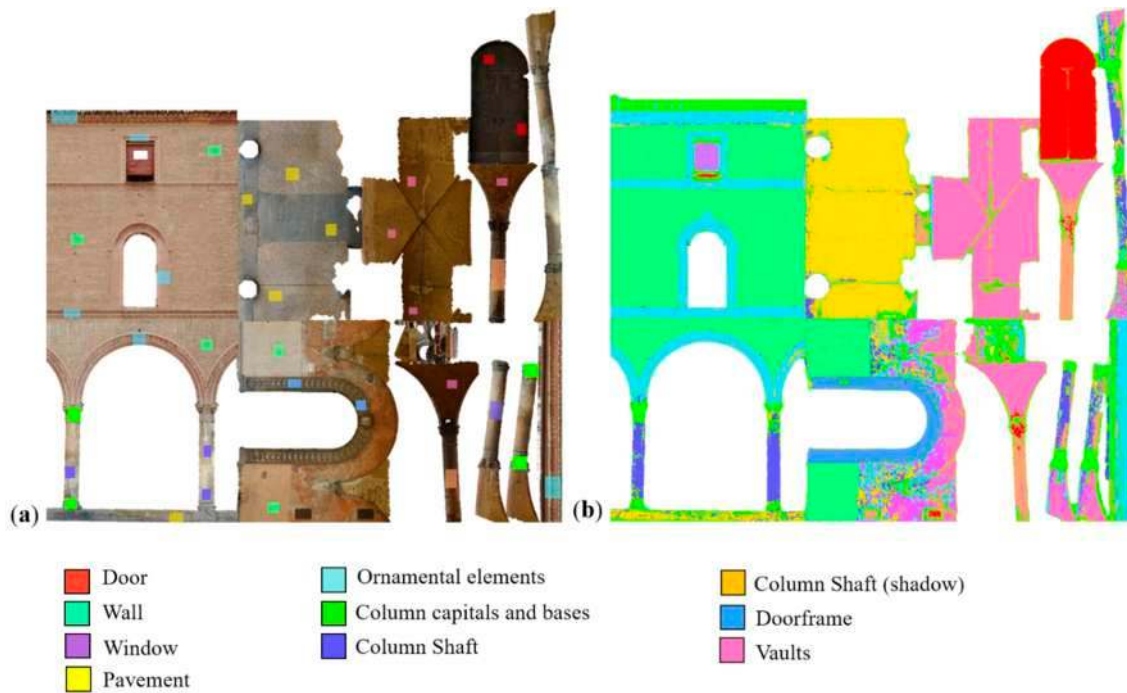 (a)
(b)
Door
Wall
Window
Pavement
Ornamental elements
Column capitals and bases
Column Shaft
Column Shaft (shadow)
Doorframe
Vaults